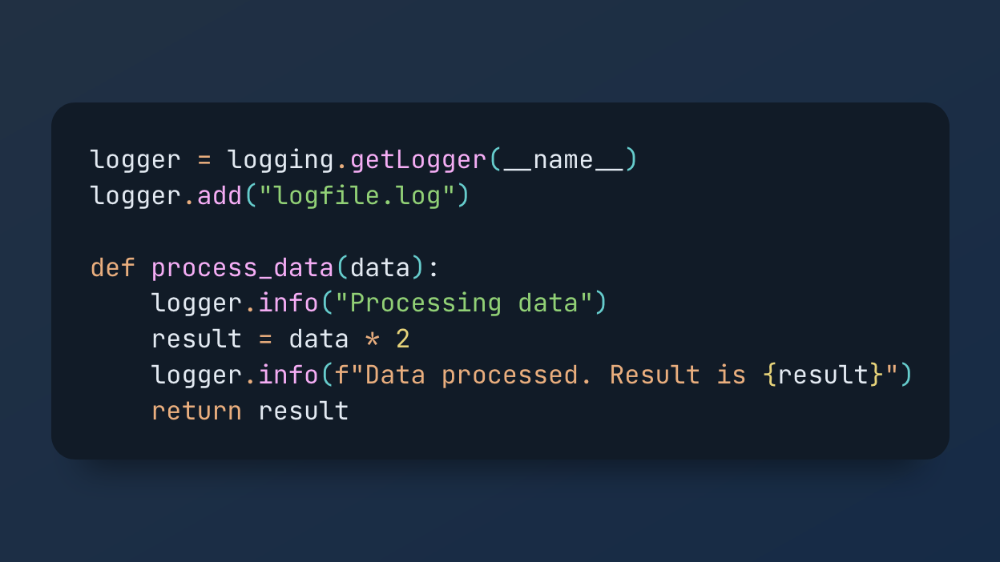 logger = logging.getLogger(__name__)
logger.add("logfile.log")

def process_data(data):
    logger.info("Processing data")
    result = data * 2
    logger.info(f"Data processed. Result is {result}")
    return result